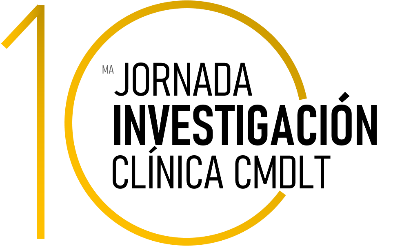 10
MA JORNADA
INVESTIGACIÓN
CLÍNICA CMDLT